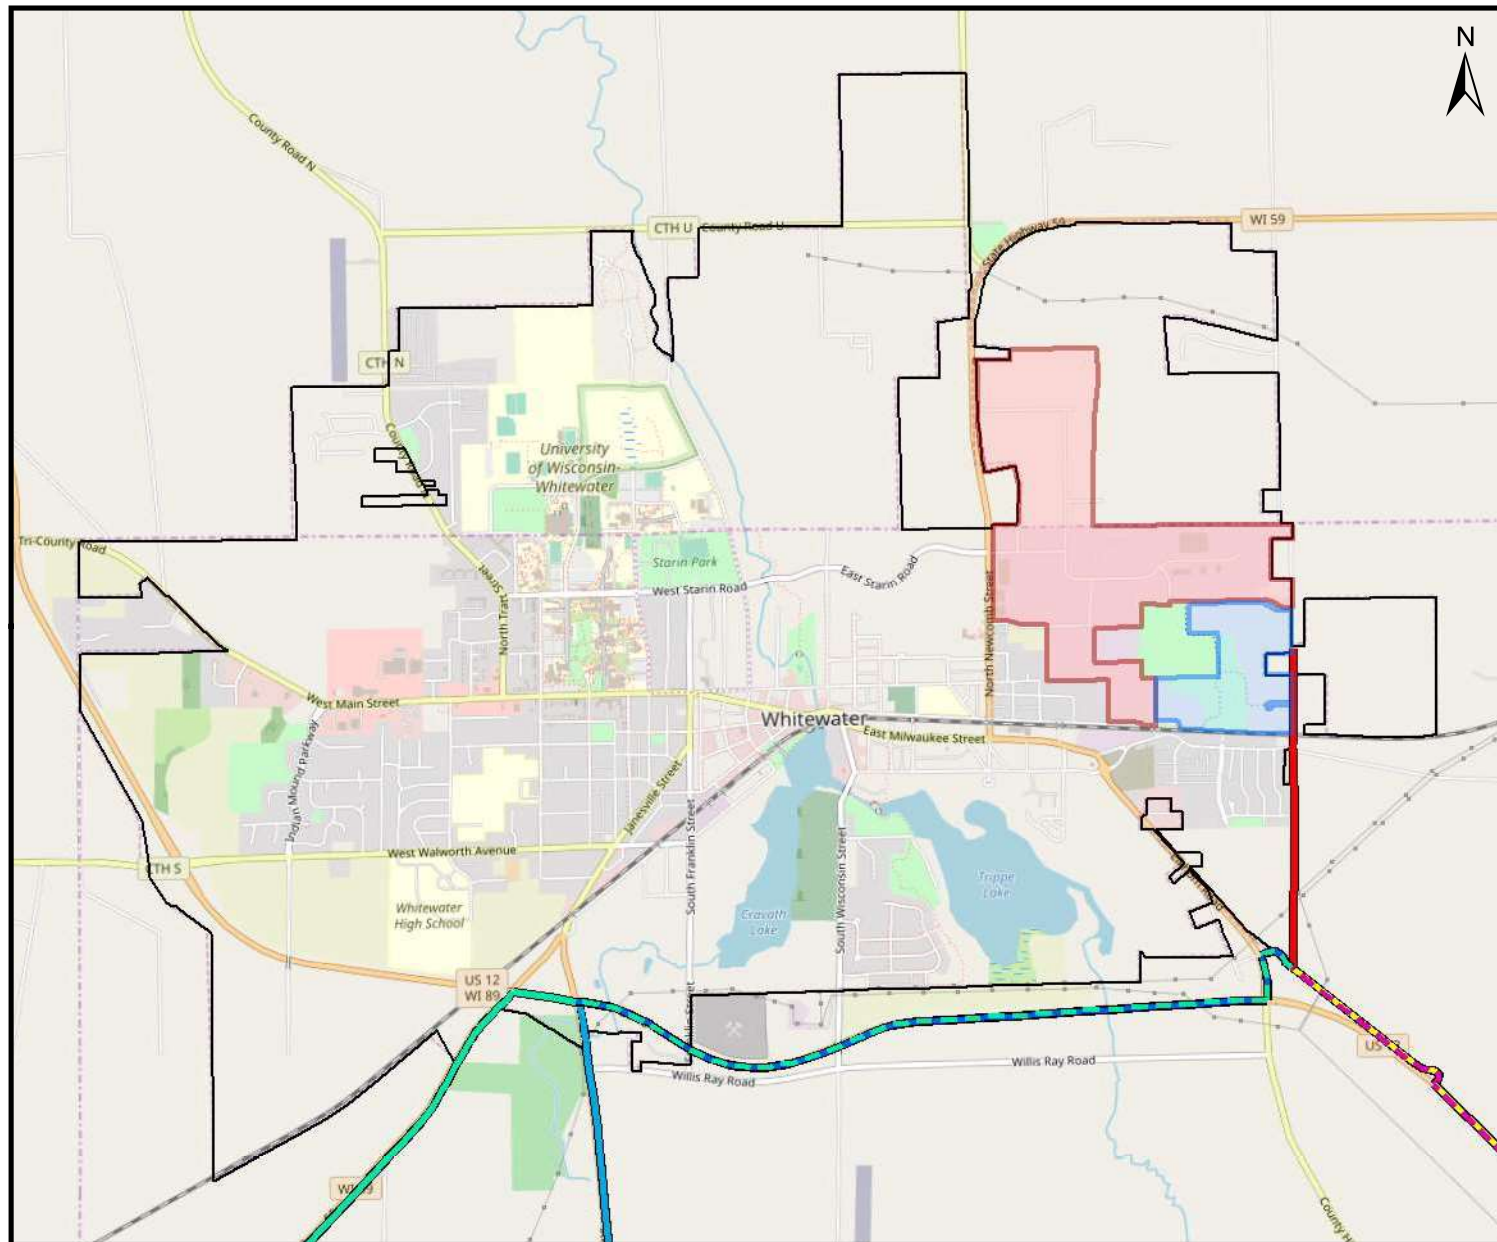 N
County Road N
CTH U
County Road U
State Highway 59
WI 59
CTH N
County Road N
University
of Wisconsin-
Whitewater
Tri-County Road
Starin Park
East Starin Road
West Starin Road
North Tratt Street
North Newcomb Street
West Main Street
Whitewater
East Milwaukee Street
Indian Mound Parkway
Janesville Street
South Franklin Street
West Walworth Avenue
CTH S
South Wisconsin Street
Trippe
Lake
Cravath
Lake
Whitewater
High School
US 12
WI 89
Willis Ray Road
Willis Ray Road
County H